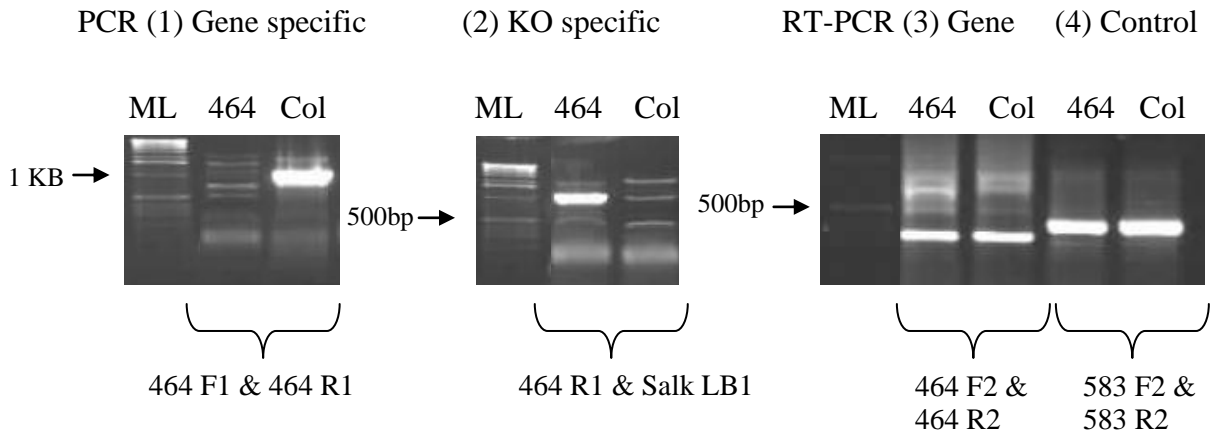 PCR (1) Gene specific
(2) KO specific
RT-PCR (3) Gene
(4) Control
ML 464 Col
ML 464 Col
ML 464 Col 464 Col
1 KB
500bp
500bp
464 F1 & 464 R1
464 R1 & Salk LB1
464 F2 &
464 R2
583 F2 &
583 R2